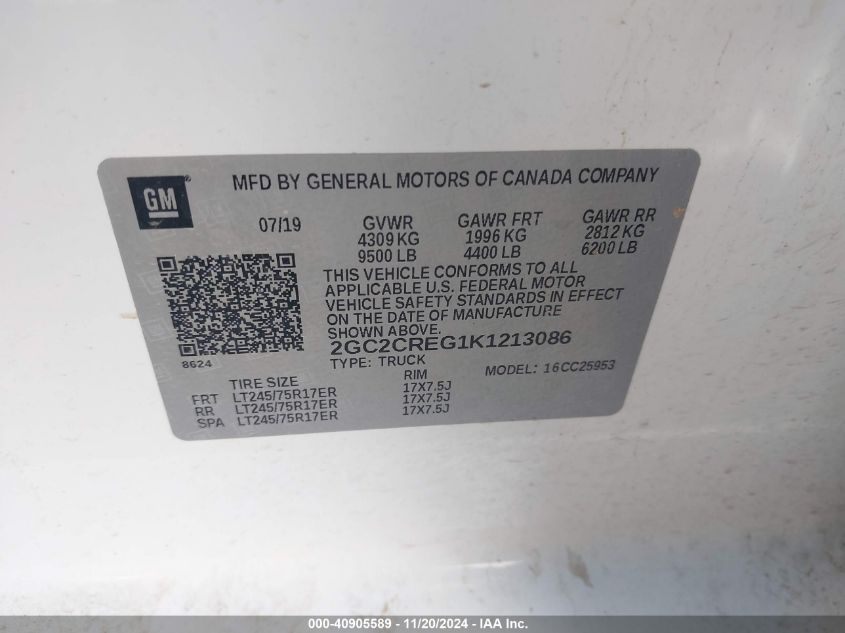 GM
MFD BY GENERAL MOTORS OF CANADA COMPANY
07/19 GVWR GAWR FRT GAWR RR
4309 KG 1996 KG 2812 KG
9500 LB 4400 LB 6200 LB
THIS VEHICLE CONFORMS TO ALL
APPLICABLE U.S. FEDERAL MOTOR
VEHICLE SAFETY STANDARDS IN EFFECT
ON THE DATE OF MANUFACTURE
SHOWN ABOVE.
2GC2CREG1K1213086
8624
TYPE: TRUCK MODEL: 16CC25953
TIRE SIZE RIM
FRT LT245/75R17ER 17X7.5J
RR LT245/75R17ER 17X7.5J
SPA LT245/75R17ER 17X7.5J
000-40905589 - 11/20/2024 - IAA Inc.